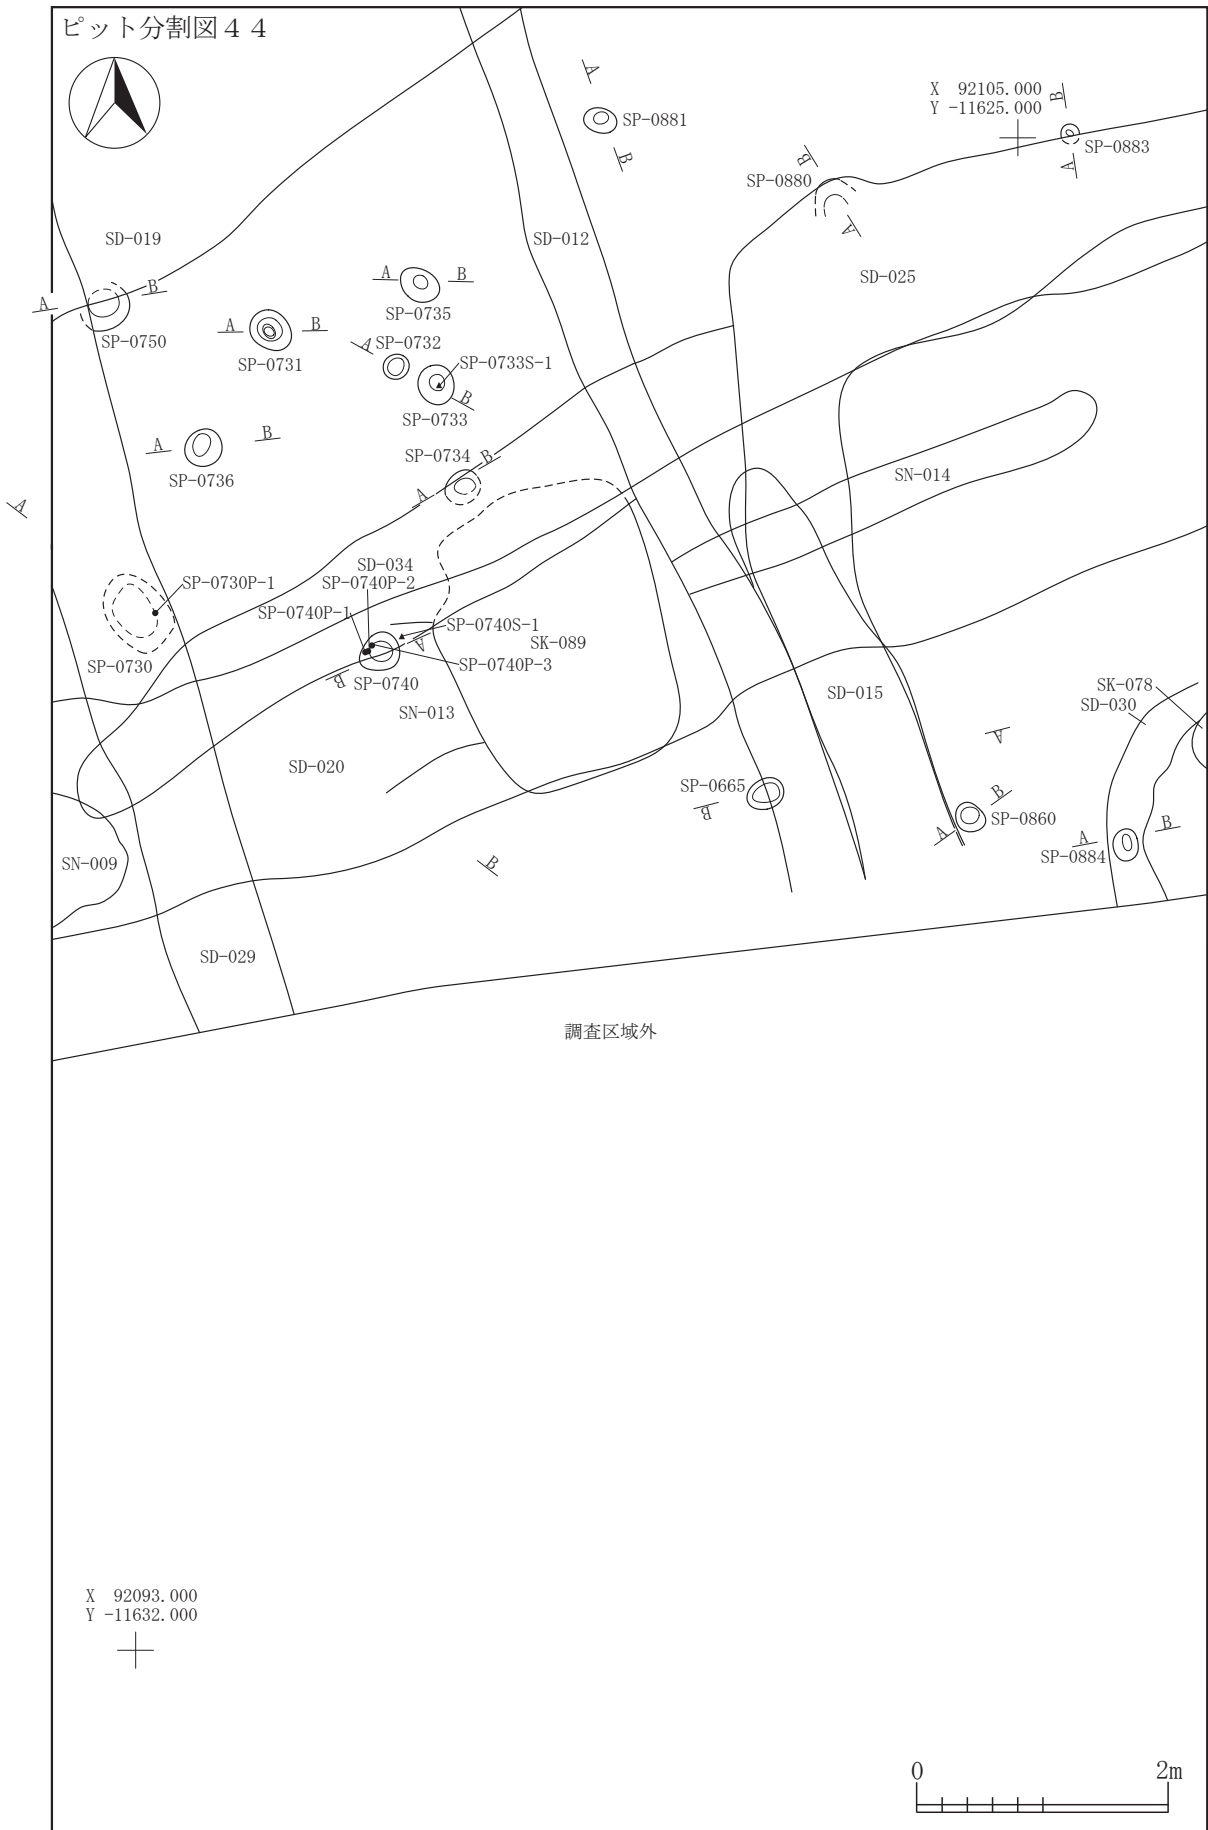 ピット分割図４４
A
SP-0881
B
X 92105.000
Y -11625.000
B
SP-0883
A
B
SP-0880
A
SD-019
SD-012
SD-025
A
B
SP-0750
A
B
SP-0735
A
B
SP-0731
A
SP-0732
SP-0733S-1
B
SP-0733
A
B
SP-0736
SP-0734
B
A
SN-014
A
SD-034
SP-0730P-1
SP-0740P-2
SP-0740P-1
SP-0740S-1
A
SK-089
SP-0730
SP-0740P-3
B
SP-0740
SN-013
SD-015
SK-078
SD-030
A
SD-020
SP-0665
B
B
SP-0860
A
A
B
SP-0884
SN-009
B
SD-029
調査区域外
X 92093.000
Y -11632.000
0 2m